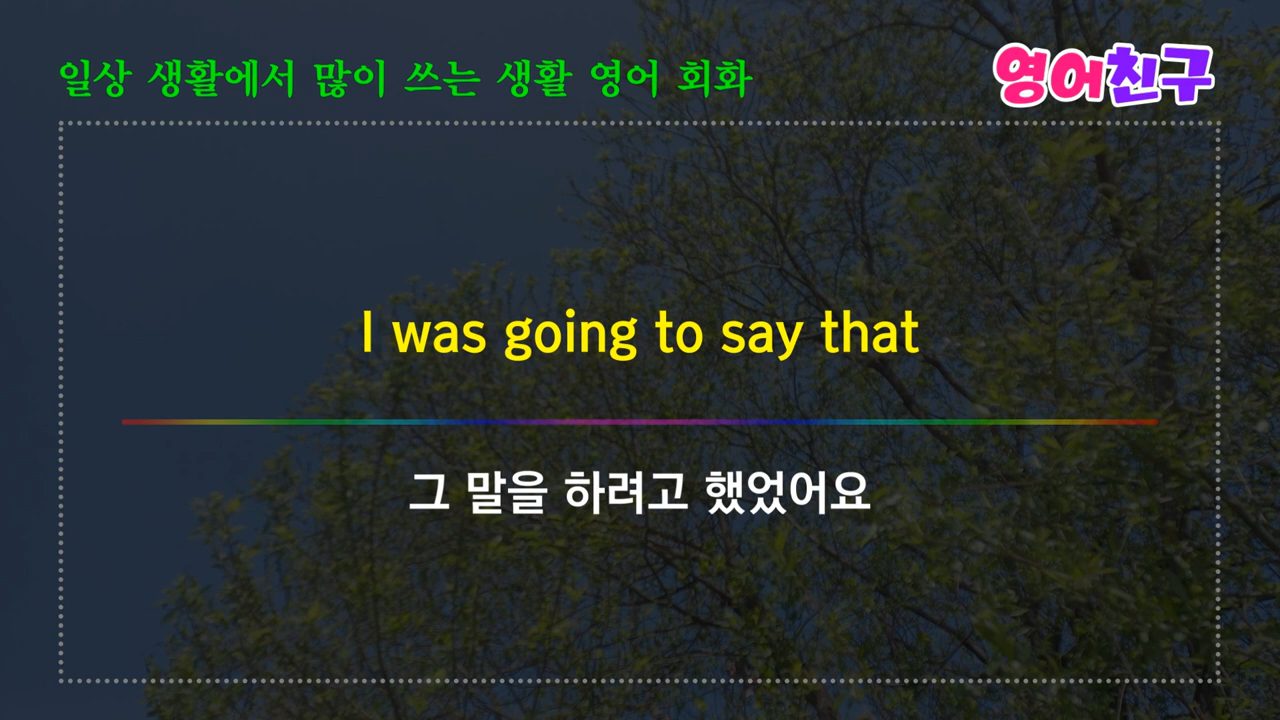 일상 생활에서 많이 쓰는 생활 영어 회화
영어친구
I was going to say that
그 말을 하려고 했었어요